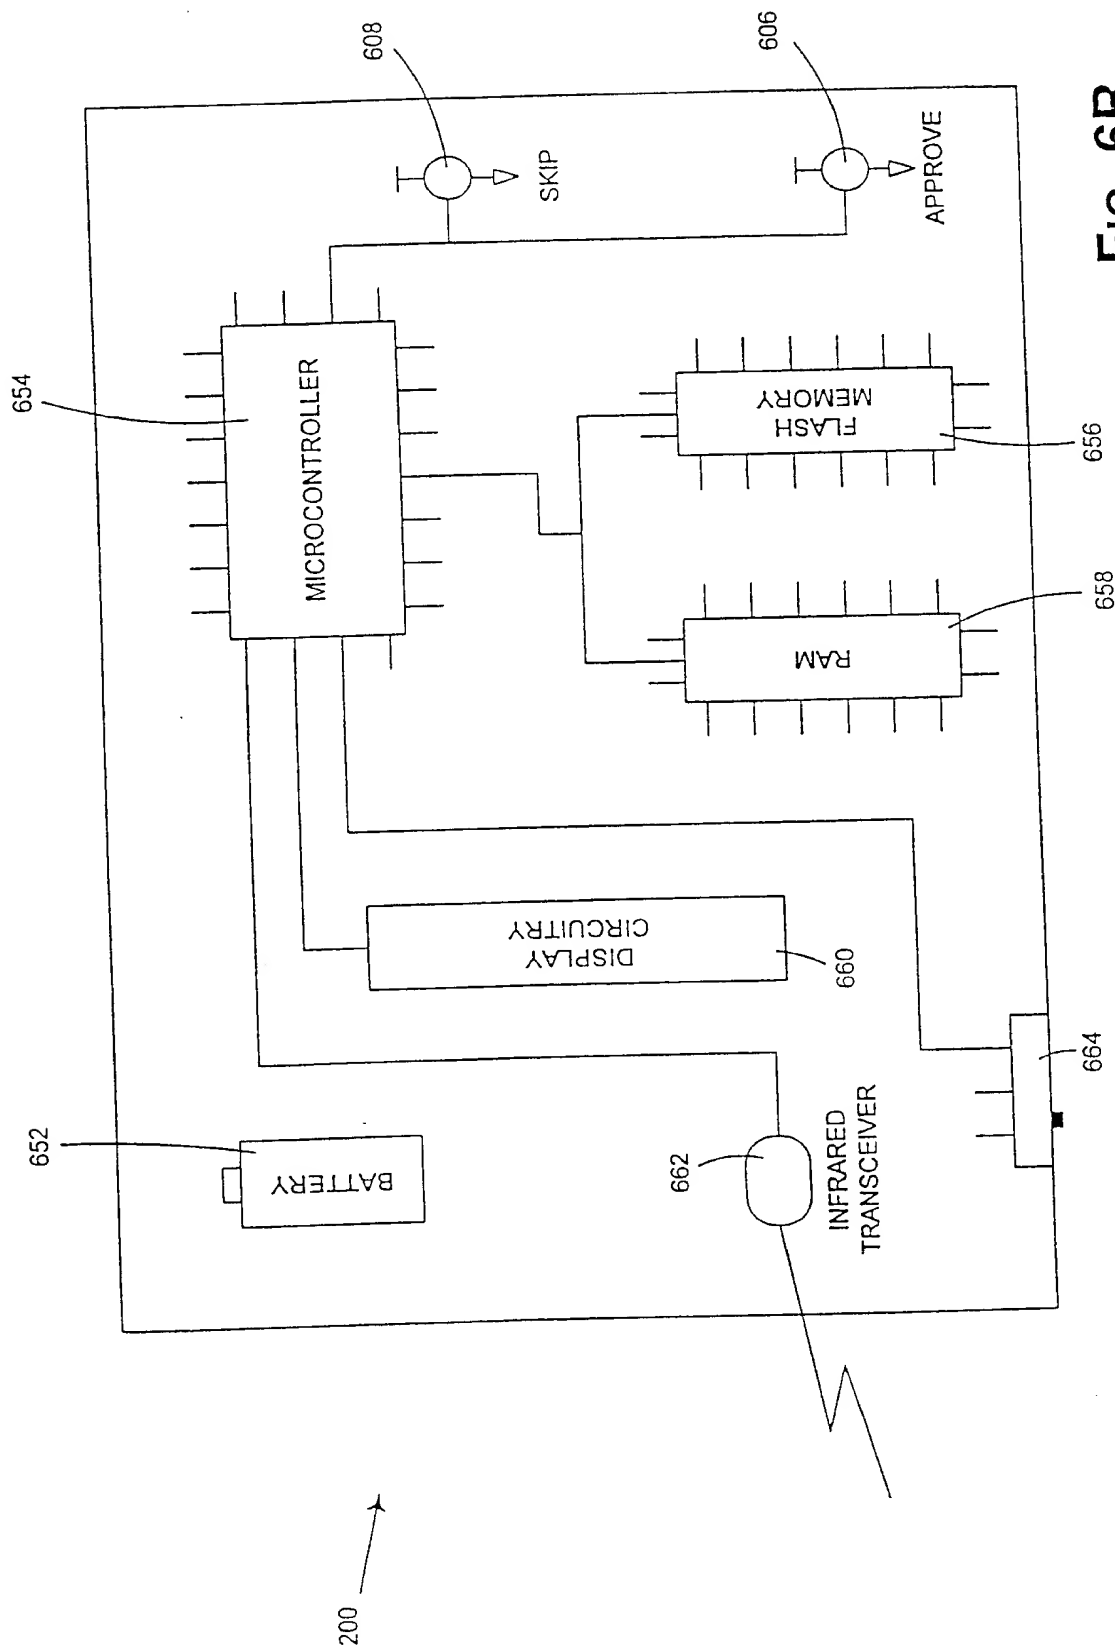 654
608
606
MICROCONTROLLER
SKIP
APPROVE
FLASH
MEMORY
656
RAM
658
DISPLAY
CIRCUITRY
660
664
652
BATTERY
662
INFRARED
TRANSCEIVER
200